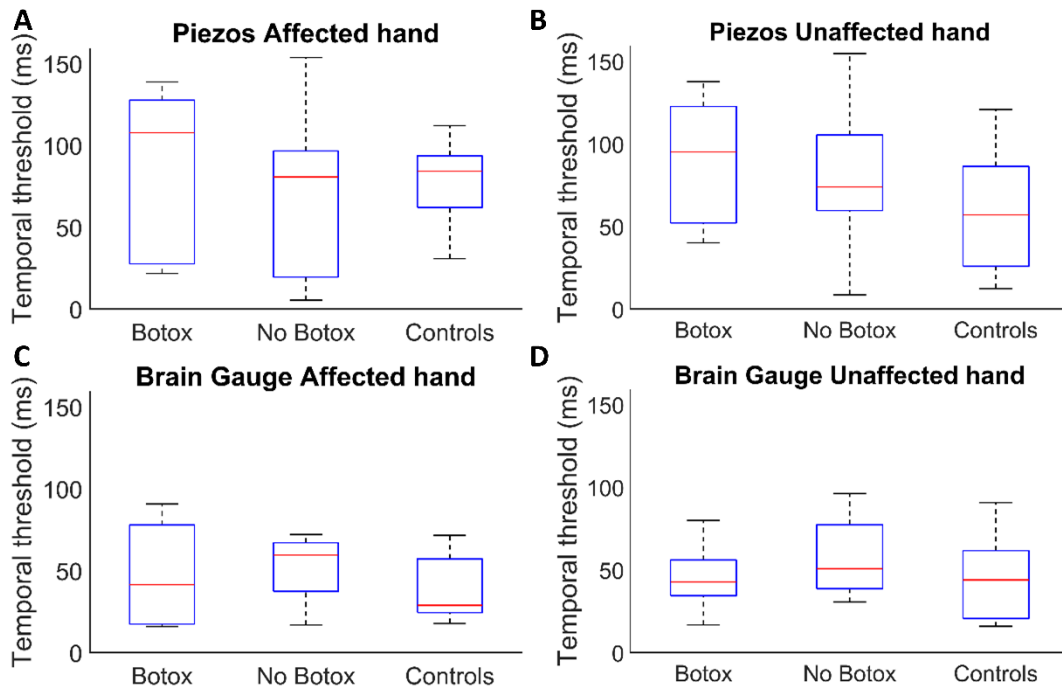 A
Piezos Affected hand
Temporal threshold (ms)
150
100
50
0
Botox
No Botox
Controls
B
Piezos Unaffected hand
Temporal threshold (ms)
150
100
50
0
Botox
No Botox
Controls
C
Brain Gauge Affected hand
Temporal threshold (ms)
150
100
50
0
Botox
No Botox
Controls
D
Brain Gauge Unaffected hand
Temporal threshold (ms)
150
100
50
0
Botox
No Botox
Controls